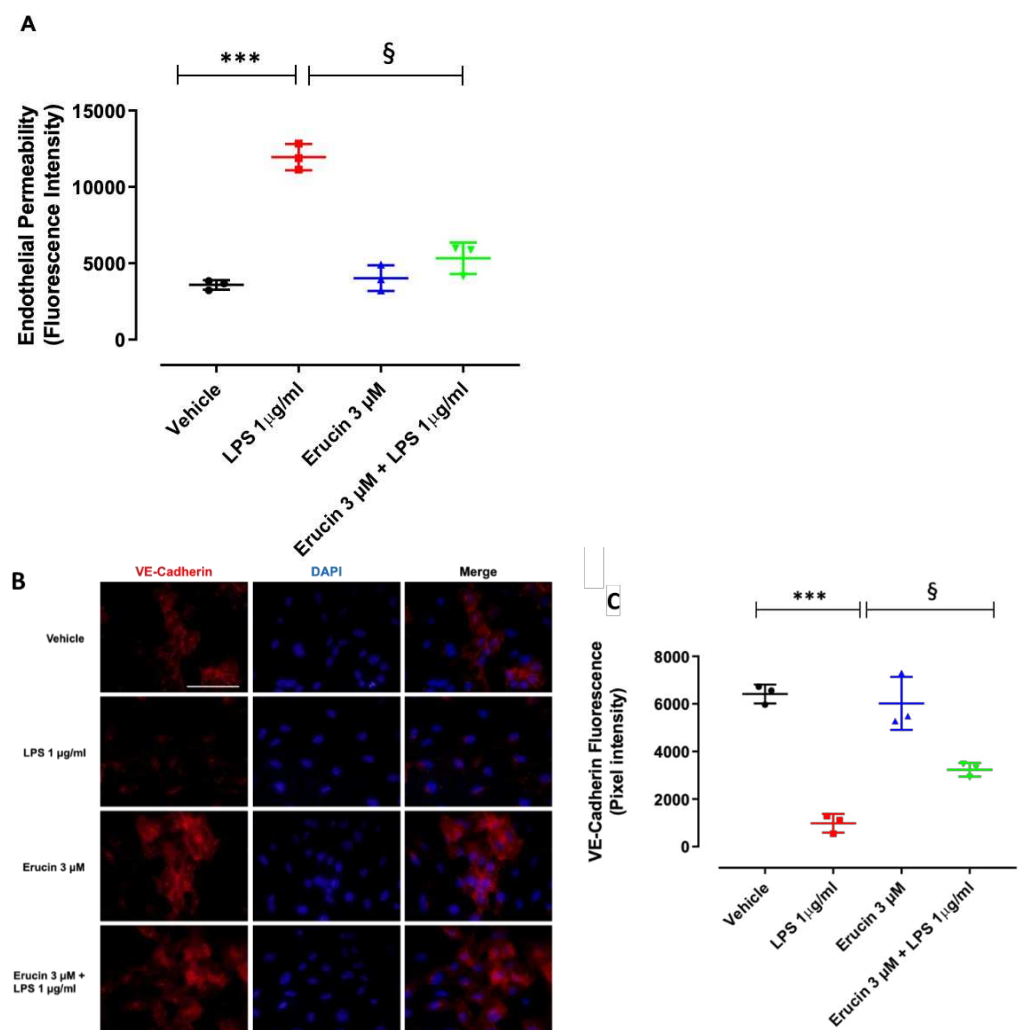 A
*** §
Endothelial Permeability
(Fluorescence Intensity)
15000
10000
5000
0
Vehicle
LPS 1μg/ml
Erucin 3 μM
Erucin 3 μM + LPS 1μg/ml
B
VE-Cadherin DAPI Merge
Vehicle
LPS 1 μg/ml
Erucin 3 μM
Erucin 3 μM +
LPS 1 μg/ml
C
*** §
VE-Cadherin Fluorescence
(Pixel intensity)
8000
6000
4000
2000
0
Vehicle
LPS 1μg/ml
Erucin 3 μM
Erucin 3 μM + LPS 1μg/ml